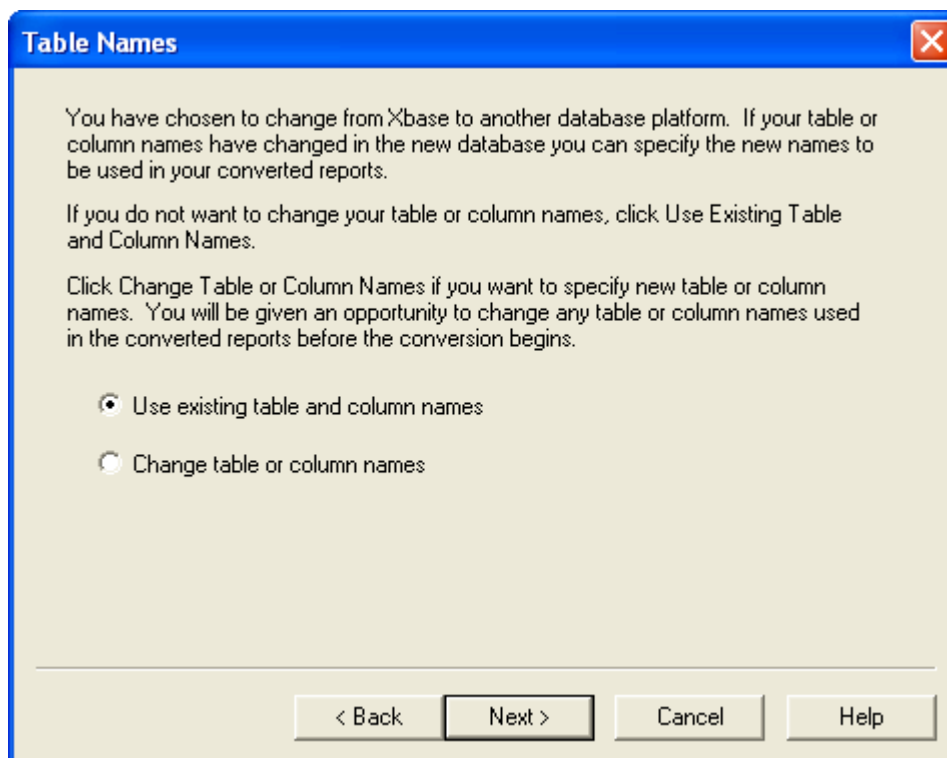 Table Names
You have chosen to change from Xbase to another database platform.  If your table or
column names have changed in the new database you can specify the new names to
be used in your converted reports.
If you do not want to change your table or column names, click Use Existing Table
and Column Names.
Click Change Table or Column Names if you want to specify new table or column
names.  You will be given an opportunity to change any table or column names used
in the converted reports before the conversion begins.
Use existing table and column names
Change table or column names
< Back Next > Cancel Help